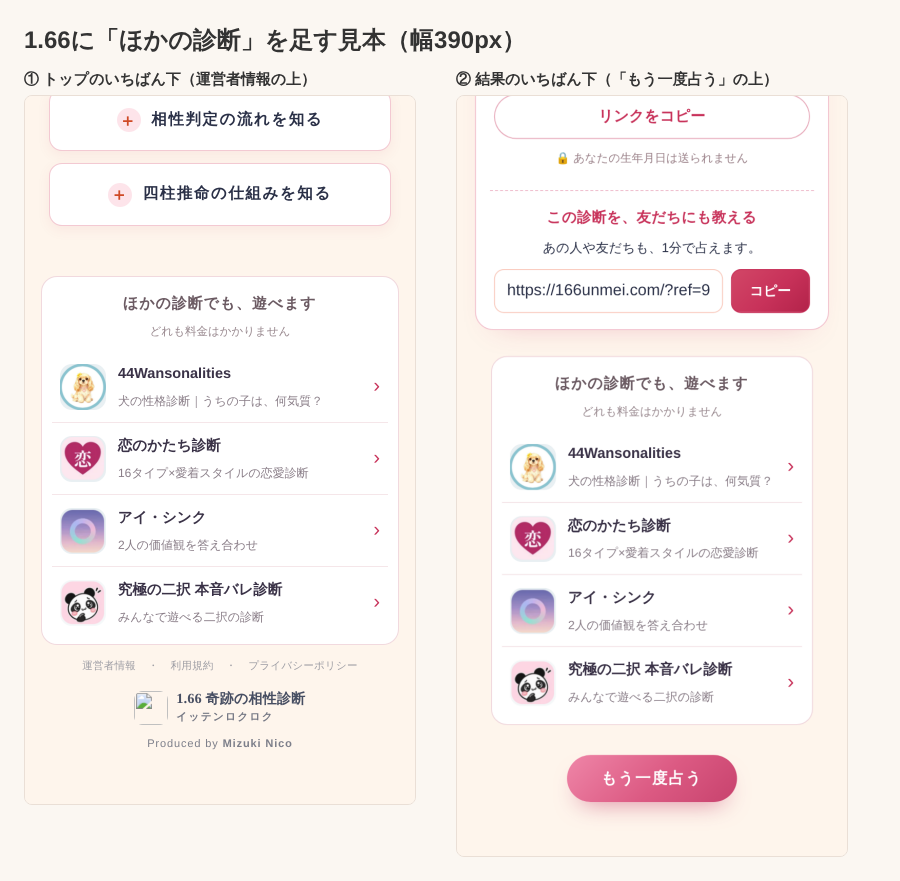 1.66に「ほかの診断」を足す見本（幅390px）
① トップのいちばん下（運営者情報の上）
＋ 相性判定の流れを知る
＋ 四柱推命の仕組みを知る
ほかの診断でも、遊べます
どれも料金はかかりません
44Wansonalities
犬の性格診断｜うちの子は、何気質？
›
恋
恋のかたち診断
16タイプ×愛着スタイルの恋愛診断
›
アイ・シンク
2人の価値観を答え合わせ
›
究極の二択 本音バレ診断
みんなで遊べる二択の診断
›
運営者情報 ・ 利用規約 ・ プライバシーポリシー
1.66 奇跡の相性診断
イッテンロクロク
Produced by Mizuki Nico
② 結果のいちばん下（「もう一度占う」の上）
リンクをコピー
🔒 あなたの生年月日は送られません
この診断を、友だちにも教える
あの人や友だちも、1分で占えます。
https://166unmei.com/?ref=9 コピー
ほかの診断でも、遊べます
どれも料金はかかりません
44Wansonalities
犬の性格診断｜うちの子は、何気質？
›
恋
恋のかたち診断
16タイプ×愛着スタイルの恋愛診断
›
アイ・シンク
2人の価値観を答え合わせ
›
究極の二択 本音バレ診断
みんなで遊べる二択の診断
›
もう一度占う